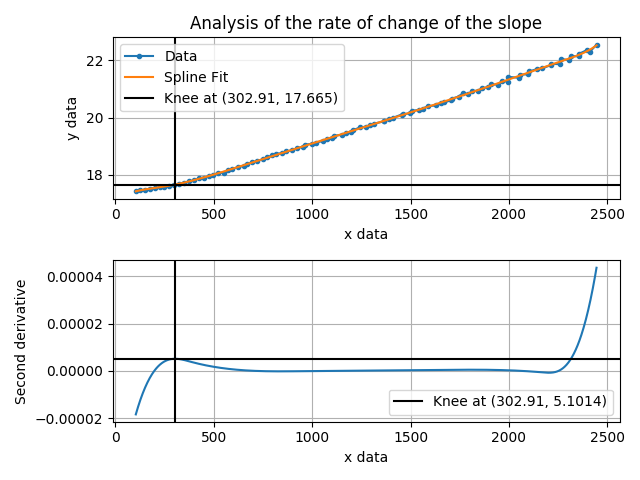 Analysis of the rate of change of the slope
Data
Spline Fit
Knee at (302.91, 17.665)
22
20
18
y data
0
500
1000
1500
2000
2500
x data
0.00004
0.00002
0.00000
−0.00002
Second derivative
Knee at (302.91, 5.1014)
0
500
1000
1500
2000
2500
x data